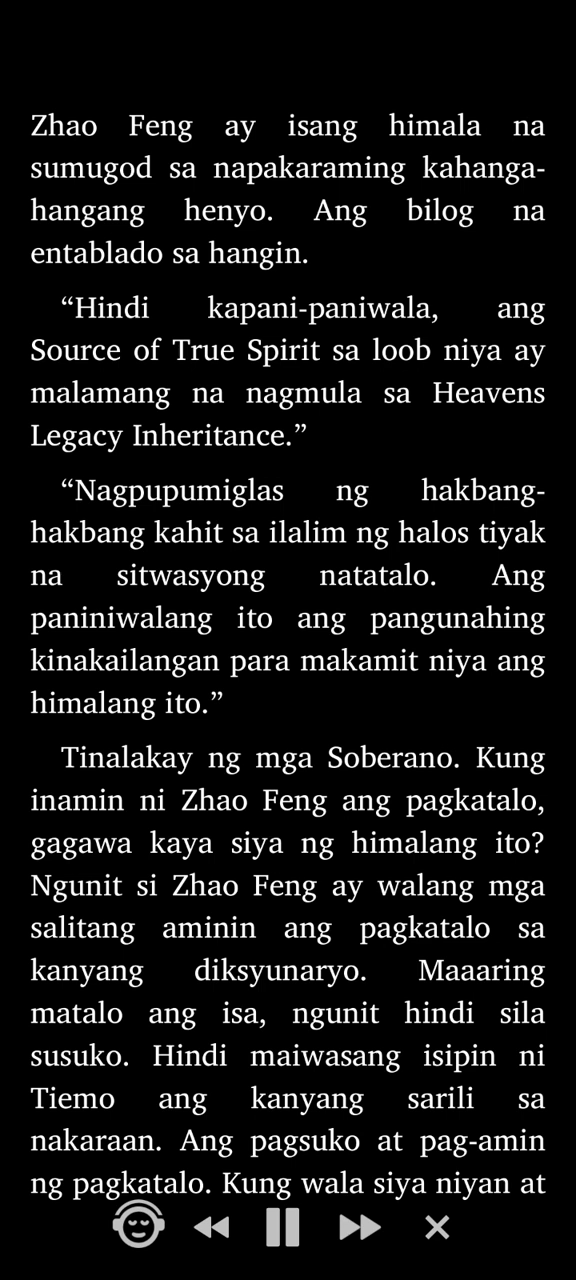 Zhao Feng ay isang himala na
sumugod sa napakaraming kahanga-
hangang henyo. Ang bilog na
entablado sa hangin.
“Hindi kapani-paniwala, ang
Source of True Spirit sa loob niya ay
malamang na nagmula sa Heavens
Legacy Inheritance.”
“Nagpupumiglas ng hakbang-
hakbang kahit sa ilalim ng halos tiyak
na sitwasyong natatalo. Ang
paniniwalang ito ang pangunahing
kinakailangan para makamit niya ang
himalang ito.”
Tinalakay ng mga Soberano. Kung
inamin ni Zhao Feng ang pagkatalo,
gagawa kaya siya ng himalang ito?
Ngunit si Zhao Feng ay walang mga
salitang aminin ang pagkatalo sa
kanyang diksyunaryo. Maaaring
matalo ang isa, ngunit hindi sila
susuko. Hindi maiwasang isipin ni
Tiemo ang kanyang sarili sa
nakaraan. Ang pagsuko at pag-amin
ng pagkatalo. Kung wala siya niyan at